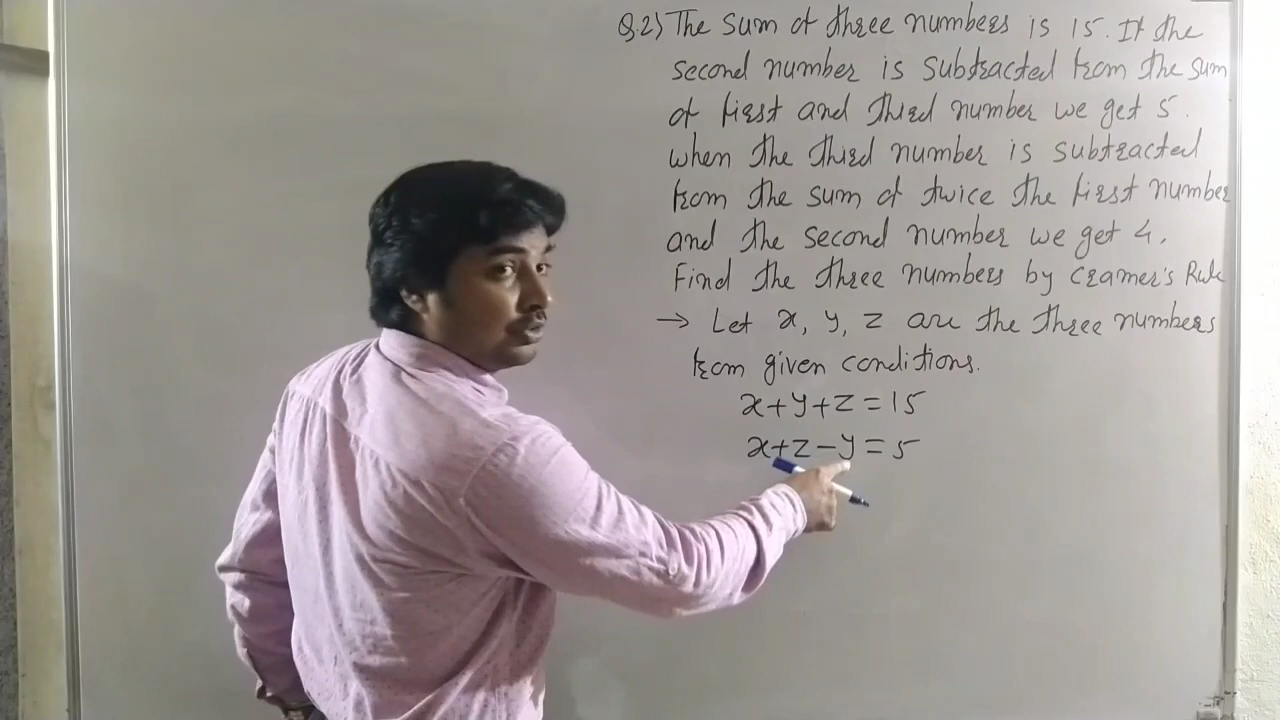 Q.2) The sum of three numbers is 15. If the
second number is subtracted from the sum
of first and third number we get 5.
when the third number is subtracted
from the sum of twice the first number
and the second number we get 4.
Find the three numbers by Cramer's Rule
→ Let x, y, z are the three numbers
from given conditions.
x+y+z=15
x+z-y=5